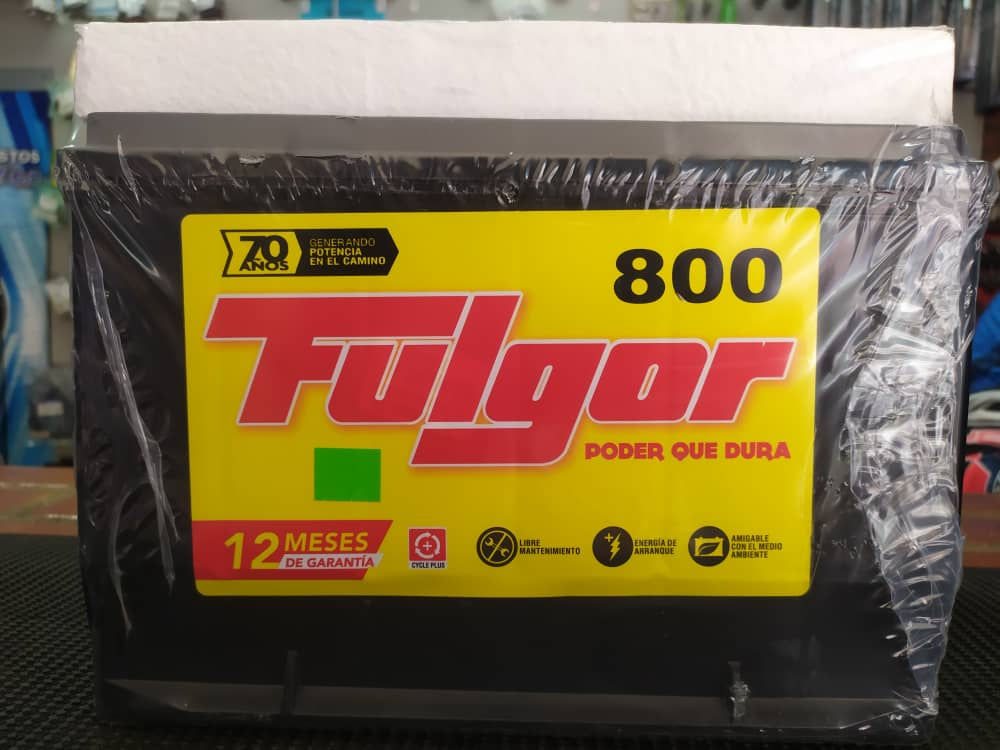 70
AÑOS
GENERANDO
POTENCIA
EN EL CAMINO
800
Fulgor
PODER QUE DURA
12 MESES
DE GARANTÍA
CYCLE PLUS
LIBRE
MANTENIMIENTO
ENERGÍA DE
ARRANQUE
AMIGABLE
CON EL MEDIO
AMBIENTE